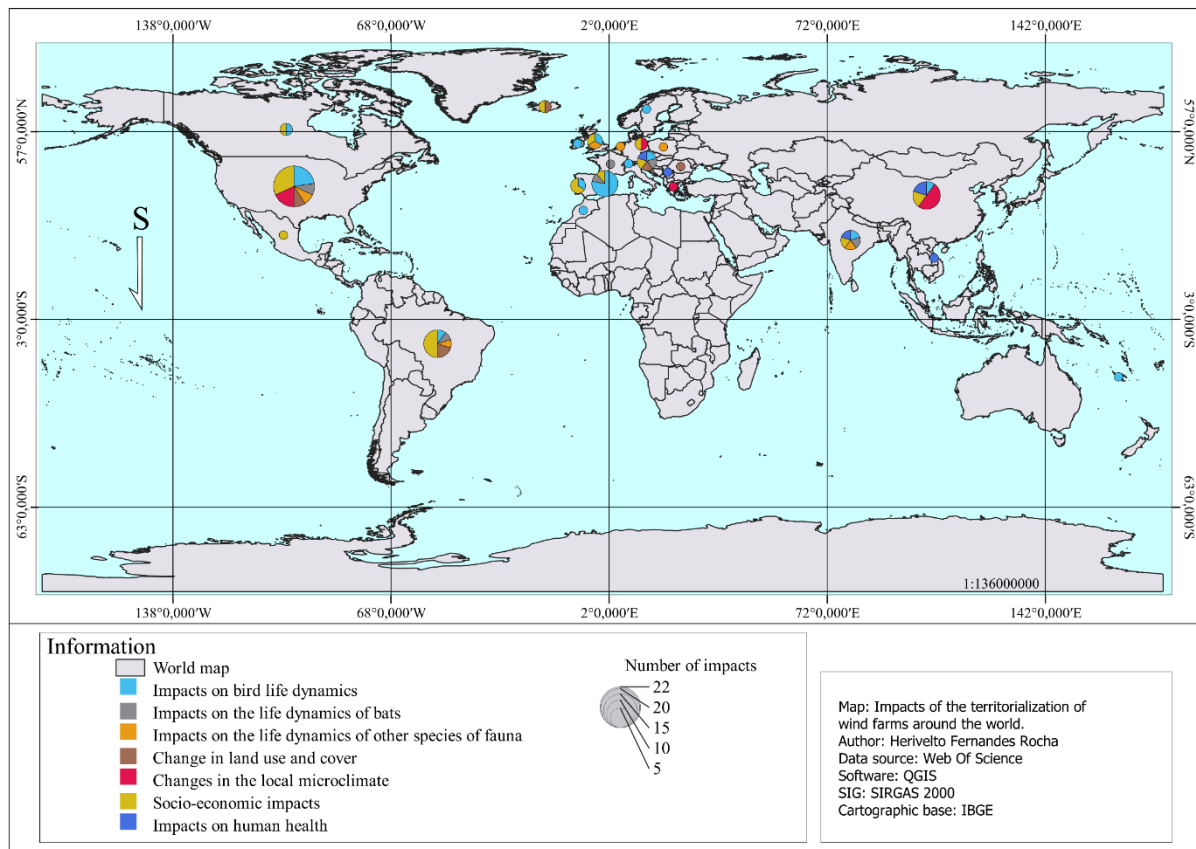 138°0,000'W 68°0,000'W 2°0,000'E 72°0,000'E 142°0,000'E
57°0,000'N 57°0,000'N
S
3°0,000'S 3°0,000'S
63°0,000'S 63°0,000'S
1:136000000
138°0,000'W 68°0,000'W 2°0,000'E 72°0,000'E 142°0,000'E
Information
World map
Impacts on bird life dynamics
Impacts on the life dynamics of bats
Impacts on the life dynamics of other species of fauna
Change in land use and cover
Changes in the local microclimate
Socio-economic impacts
Impacts on human health
Number of impacts
22
20
15
10
5
Map: Impacts of the territorialization of
wind farms around the world.
Author: Herivelto Fernandes Rocha
Data source: Web Of Science
Software: QGIS
SIG: SIRGAS 2000
Cartographic base: IBGE